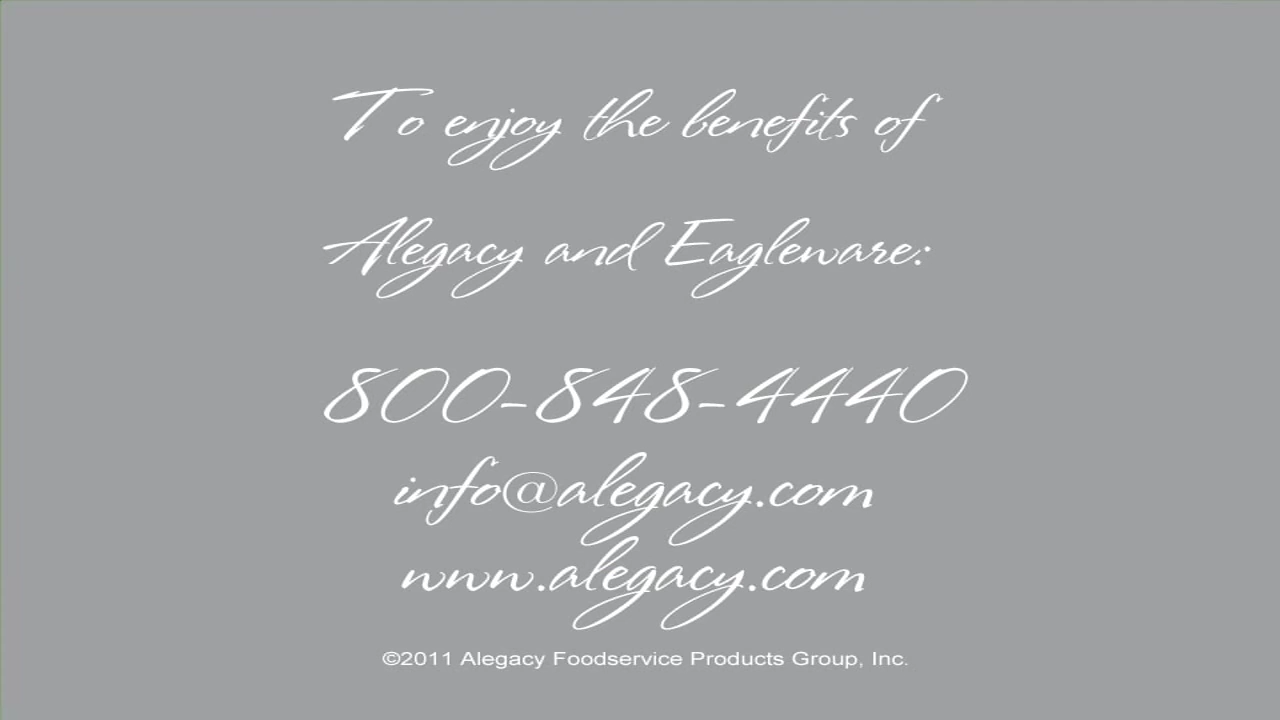 To enjoy the benefits of
Alegacy and Eagleware:
800-848-4440
info@alegacy.com
www.alegacy.com
©2011 Alegacy Foodservice Products Group, Inc.